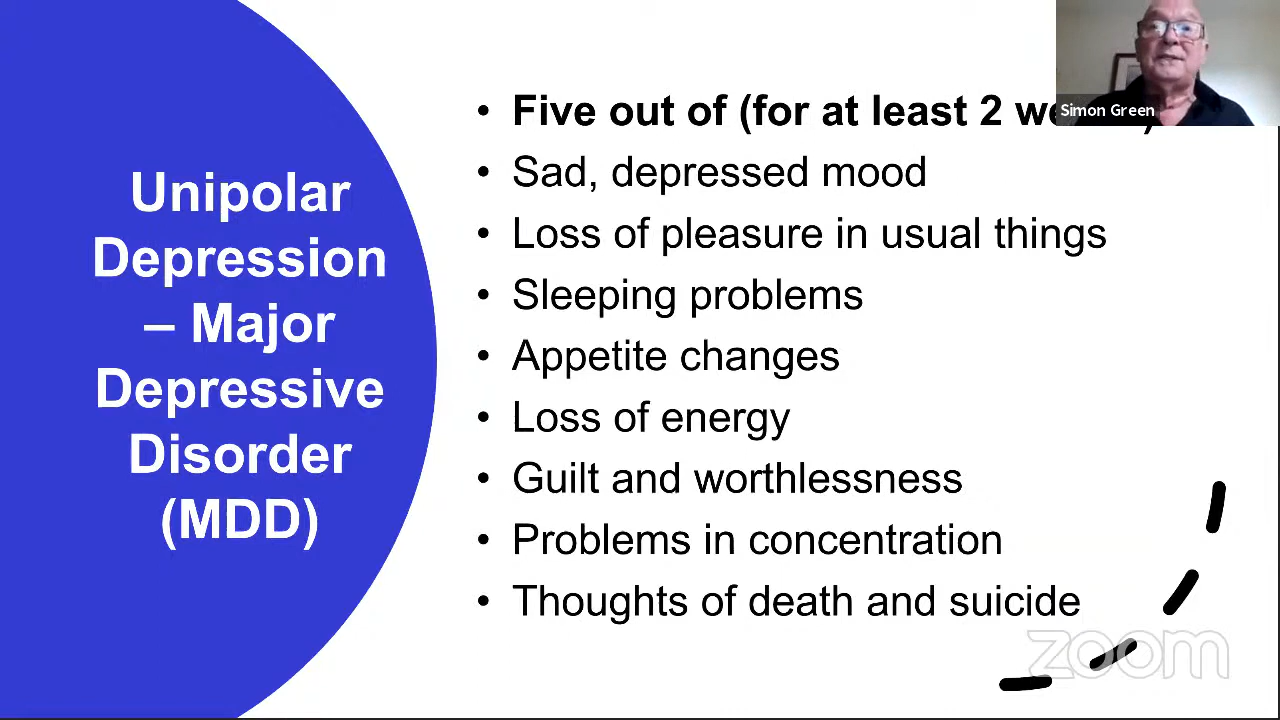 Unipolar
Depression
– Major
Depressive
Disorder
(MDD)
• Five out of (for at least 2
• Sad, depressed mood
• Loss of pleasure in usual things
• Sleeping problems
• Appetite changes
• Loss of energy
• Guilt and worthlessness
• Problems in concentration
• Thoughts of death and suicide
Simon Green
zoom